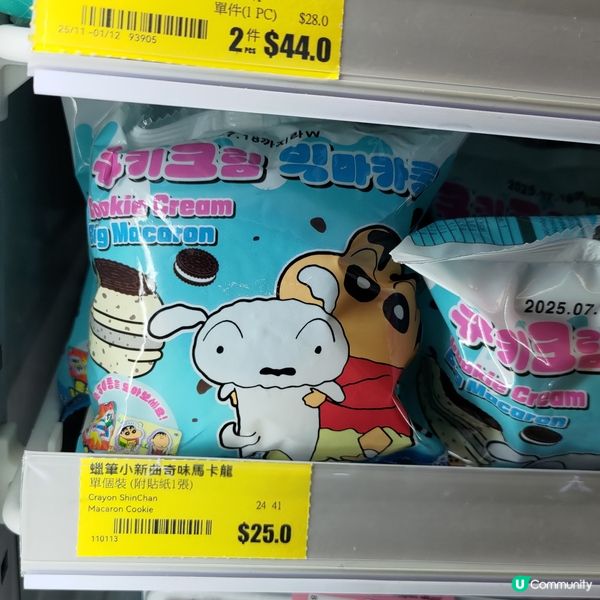 單件(1 PC) $28.0
25/11 -01/12 93905
2件 PCS $44.0
쿠키크림 빅마카롱
Cookie Cream
Big Macaron
2025.07.
쿠키크림
Cookie Cream
Big Macaron
蠟筆小新曲奇味馬卡龍
單個裝 (附貼紙1張)
Crayon ShinChan
Macaron Cookie
24 41
110113
$25.0
U Community